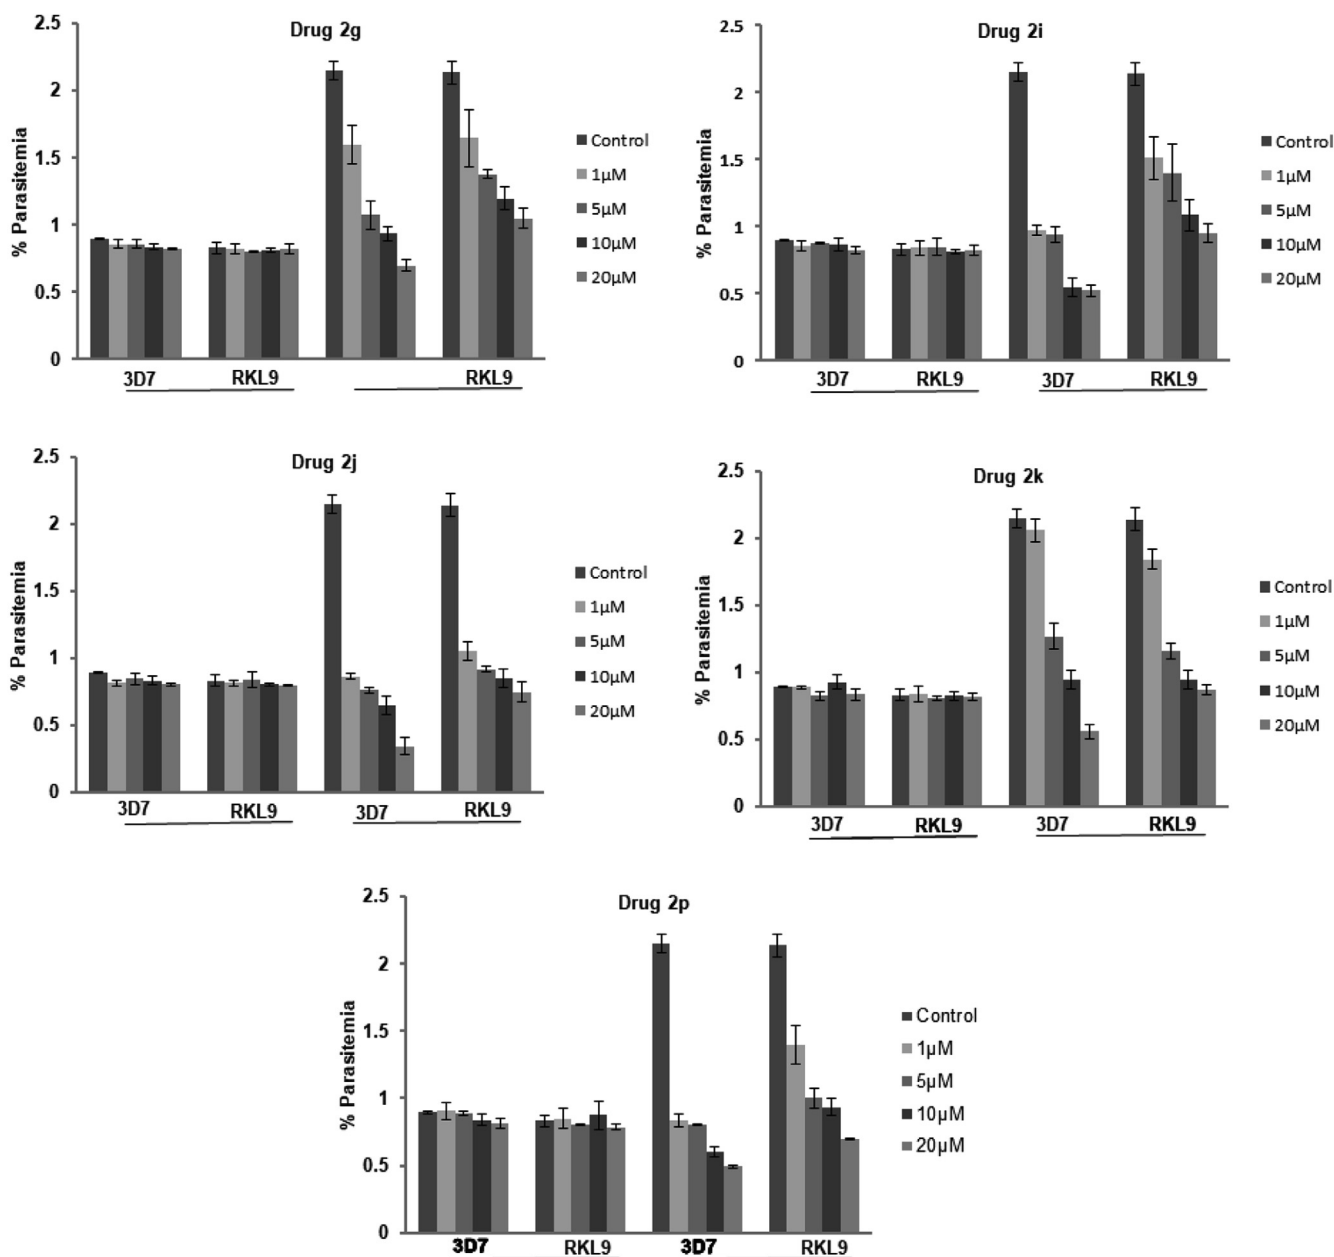 Drug 2g
% Parasitemia
2.5
2
1.5
1
0.5
0
3D7 RKL9 RKL9
Control
1µM
5µM
10µM
20µM
Drug 2i
% Parasitemia
2.5
2
1.5
1
0.5
0
3D7 RKL9 3D7 RKL9
Control
1µM
5µM
10µM
20µM
Drug 2j
% Parasitemia
2.5
2
1.5
1
0.5
0
3D7 RKL9 3D7 RKL9
Control
1µM
5µM
10µM
20µM
Drug 2k
% Parasitemia
2.5
2
1.5
1
0.5
0
3D7 RKL9 3D7 RKL9
Control
1µM
5µM
10µM
20µM
Drug 2p
% Parasitemia
2.5
2
1.5
1
0.5
0
3D7 RKL9 3D7 RKL9
Control
1µM
5µM
10µM
20µM